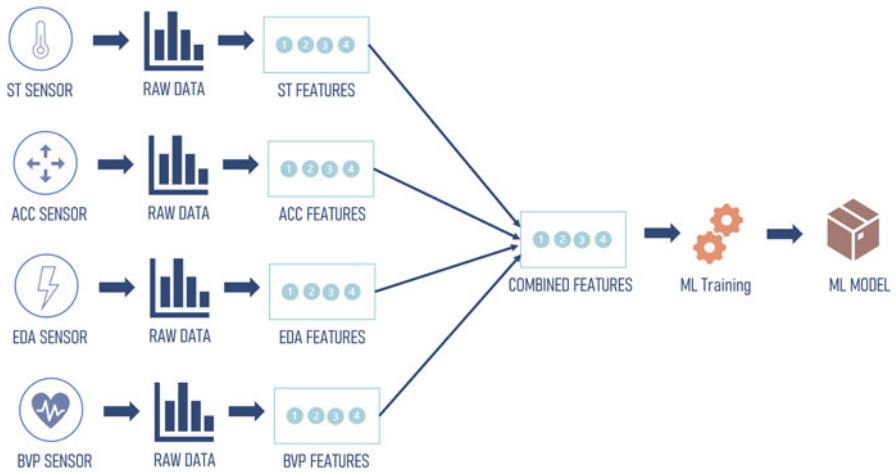 1 2 3 4
ST SENSOR RAW DATA ST FEATURES
1 2 3 4
ACC SENSOR RAW DATA ACC FEATURES
1 2 3 4
COMBINED FEATURES ML Training ML MODEL
1 2 3 4
EDA SENSOR RAW DATA EDA FEATURES
1 2 3 4
BVP SENSOR RAW DATA BVP FEATURES